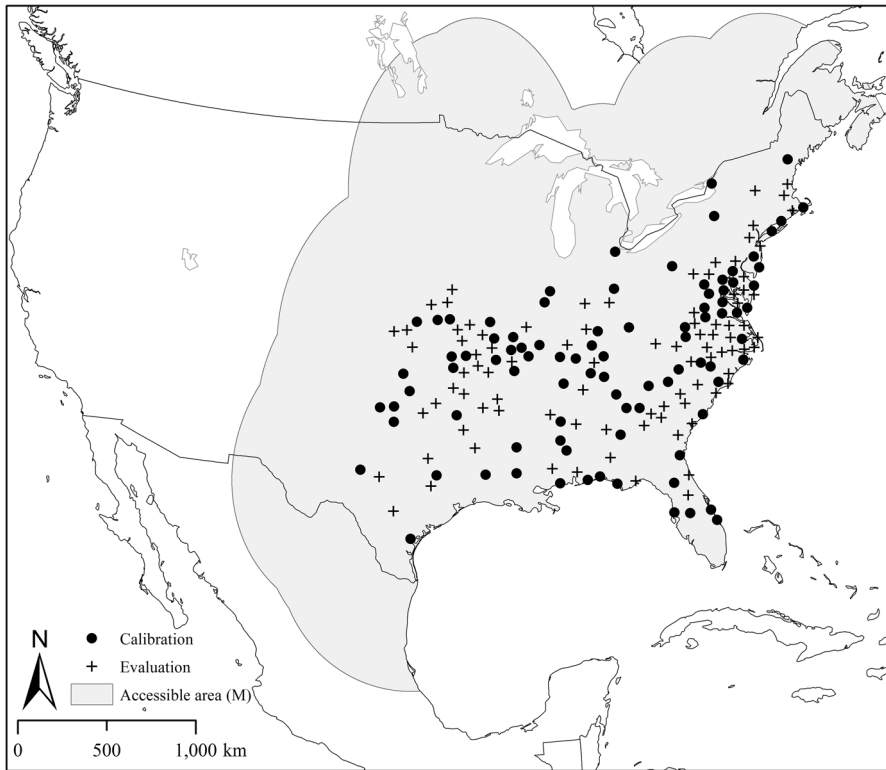 N
Calibration
Evaluation
Accessible area (M)
0 500 1,000 km